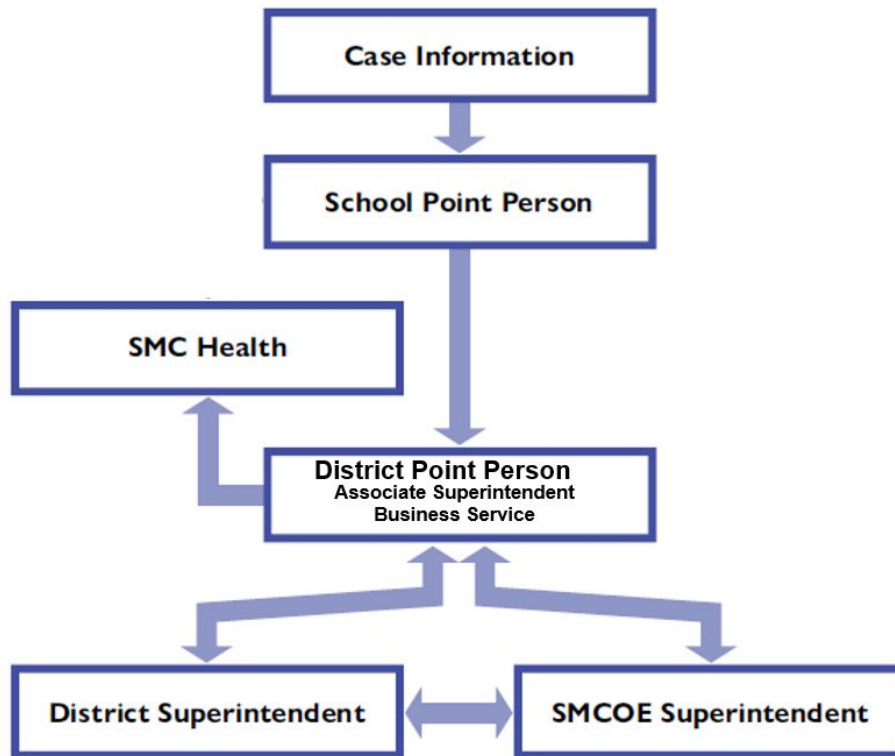 Case Information
School Point Person
SMC Health
District Point Person
Associate Superintendent
Business Service
District Superintendent
SMCOE Superintendent